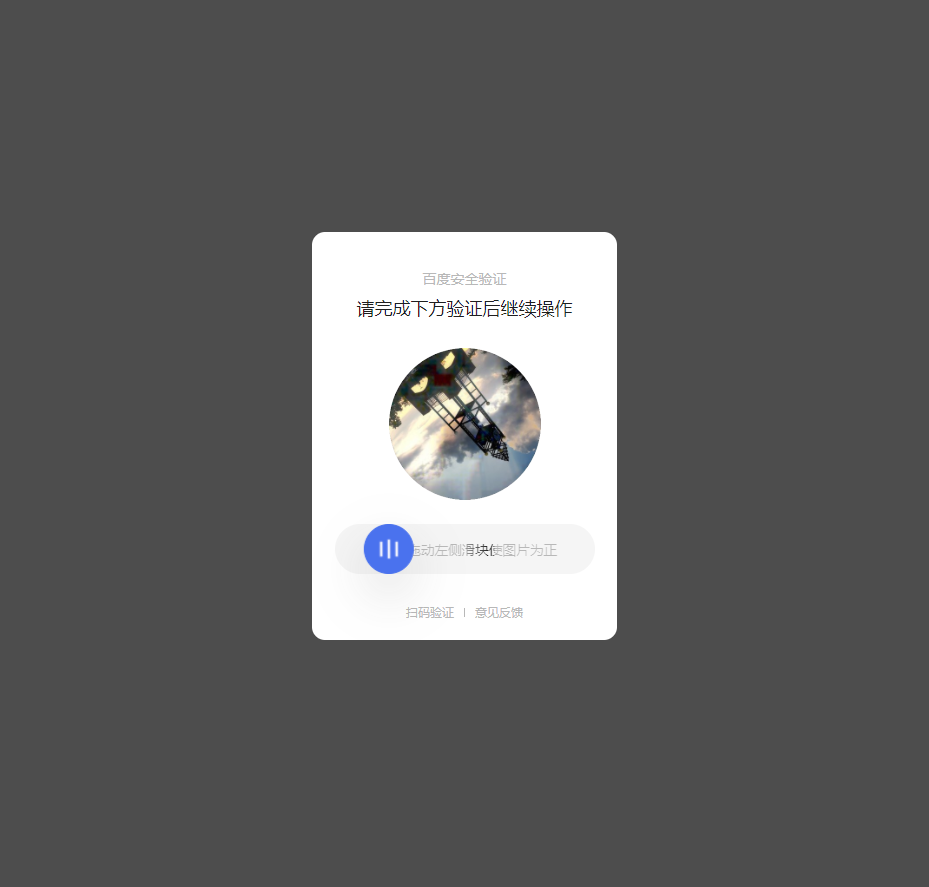 百度安全验证
请完成下方验证后继续操作
拖动左侧滑块使图片为正
扫码验证
意见反馈